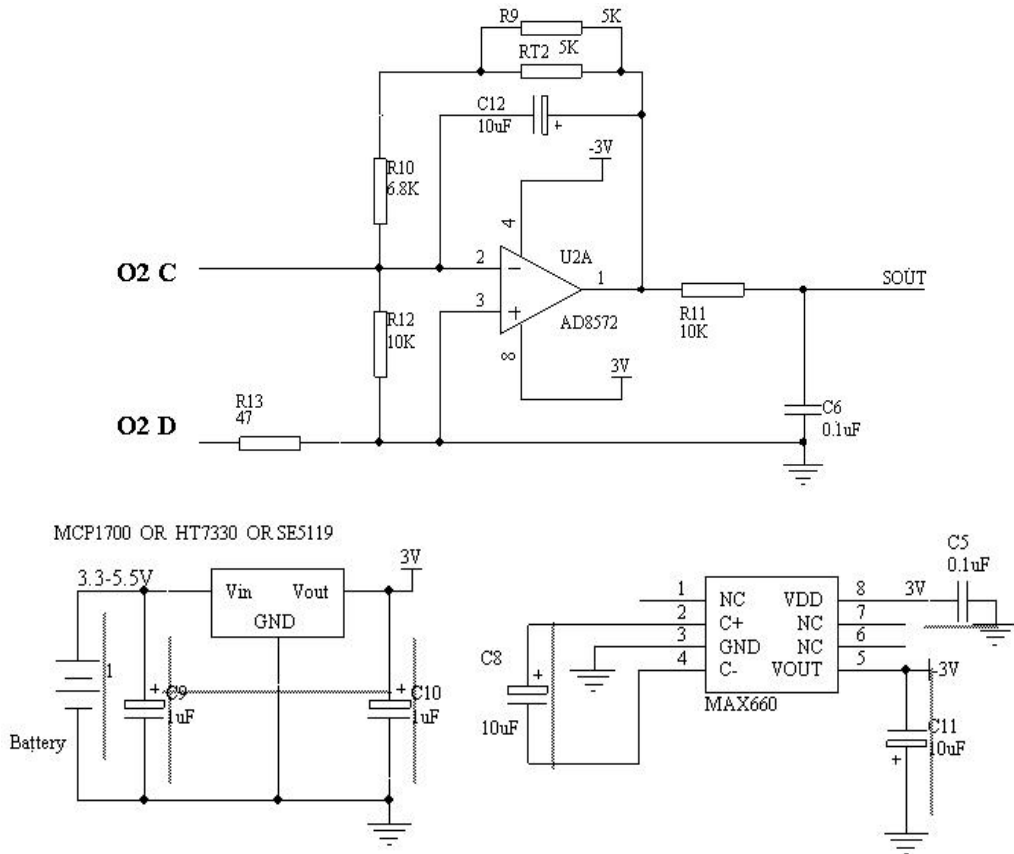 R9
5K
RT2
5K
C12
10uF
+
-3V
R10
6.8K
4
O2 C
2
−
U2A
1
SOUT
3
+
R12
10K
AD8572
R11
10K
8
3V
R13
47
O2 D
C6
0.1uF
MCP1700 OR HT7330 OR SE5119
3V
3.3-5.5V
Vin
Vout
GND
1
+
C9
1uF
+
C10
1uF
Battery
C5
0.1uF
1
NC
VDD
8
3V
2
C+
NC
7
3
GND
NC
6
4
C-
VOUT
5
-3V
MAX660
C8
+
10uF
C11
10uF
+